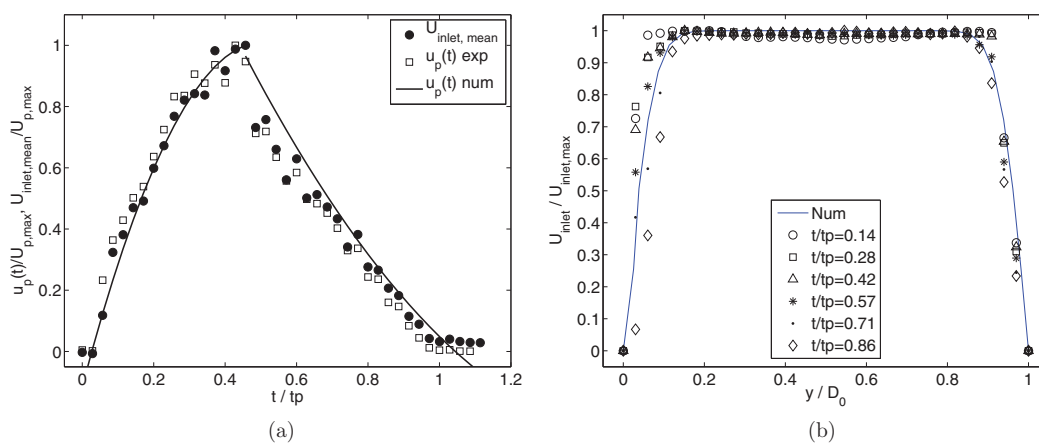 u_p(t)/U_p,max, U_inlet,mean/U_p,max
1
0.8
0.6
0.4
0.2
0
0 0.2 0.4 0.6 0.8 1 1.2
t / tp
U_inlet, mean
u_p(t) exp
u_p(t) num
(a)
U_inlet / U_inlet,max
1
0.9
0.8
0.7
0.6
0.5
0.4
0.3
0.2
0.1
0
0 0.2 0.4 0.6 0.8 1
y / D_0
Num
t/tp=0.14
t/tp=0.28
t/tp=0.42
t/tp=0.57
t/tp=0.71
t/tp=0.86
(b)